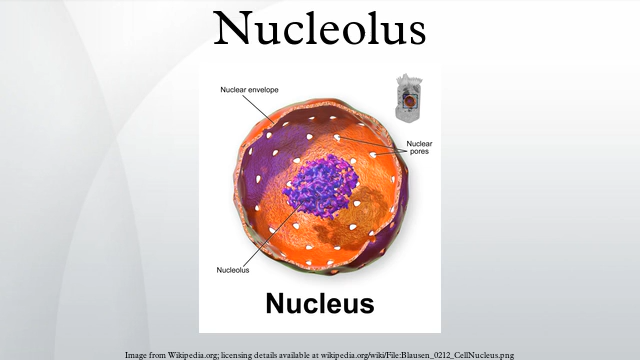 Nucleolus
Nuclear envelope
Nuclear
pores
Nucleolus
Nucleus
Image from Wikipedia.org; licensing details available at wikipedia.org/wiki/File:Blausen_0212_CellNucleus.png